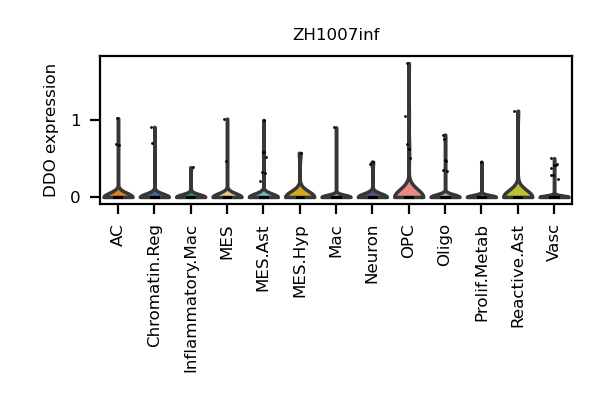 ZH1007inf
DDO expression
1
0
AC
Chromatin.Reg
Inflammatory.Mac
MES
MES.Ast
MES.Hyp
Mac
Neuron
OPC
Oligo
Prolif.Metab
Reactive.Ast
Vasc